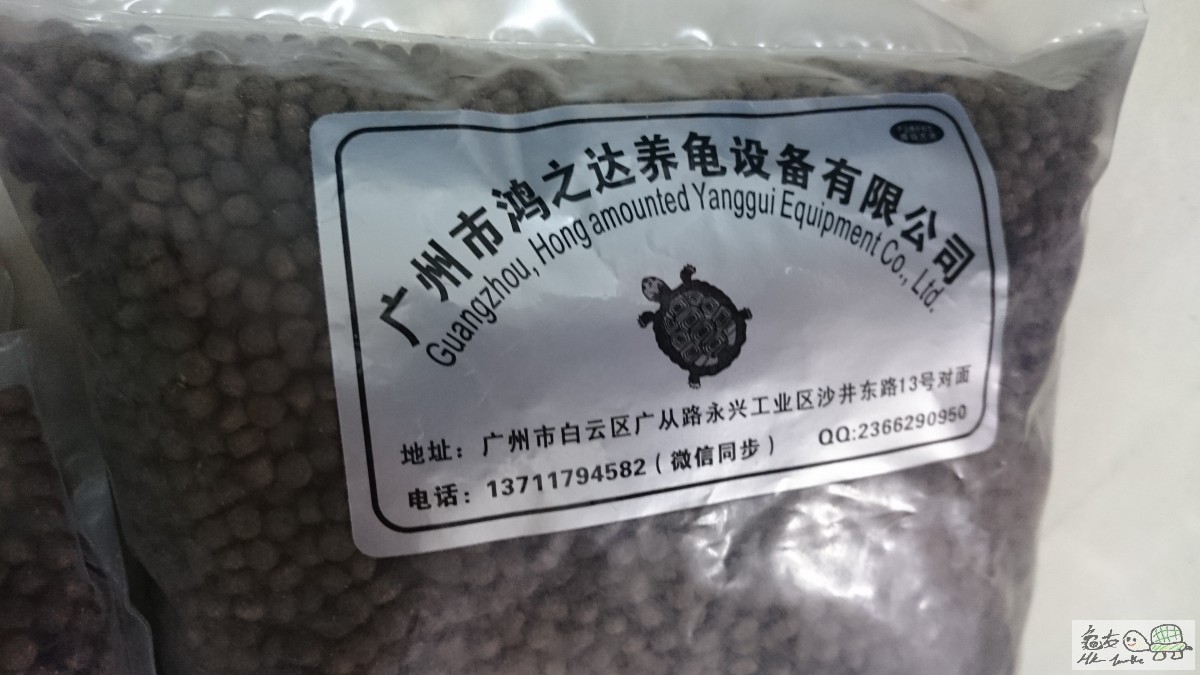 广州市鸿之达养龟设备有限公司
Guangzhou, Hong amounted Yanggui Equipment Co., Ltd.
地址：广州市白云区广从路永兴工业区沙井东路13号对面
电话：13711794582（微信同步） QQ:2366290950
龟友